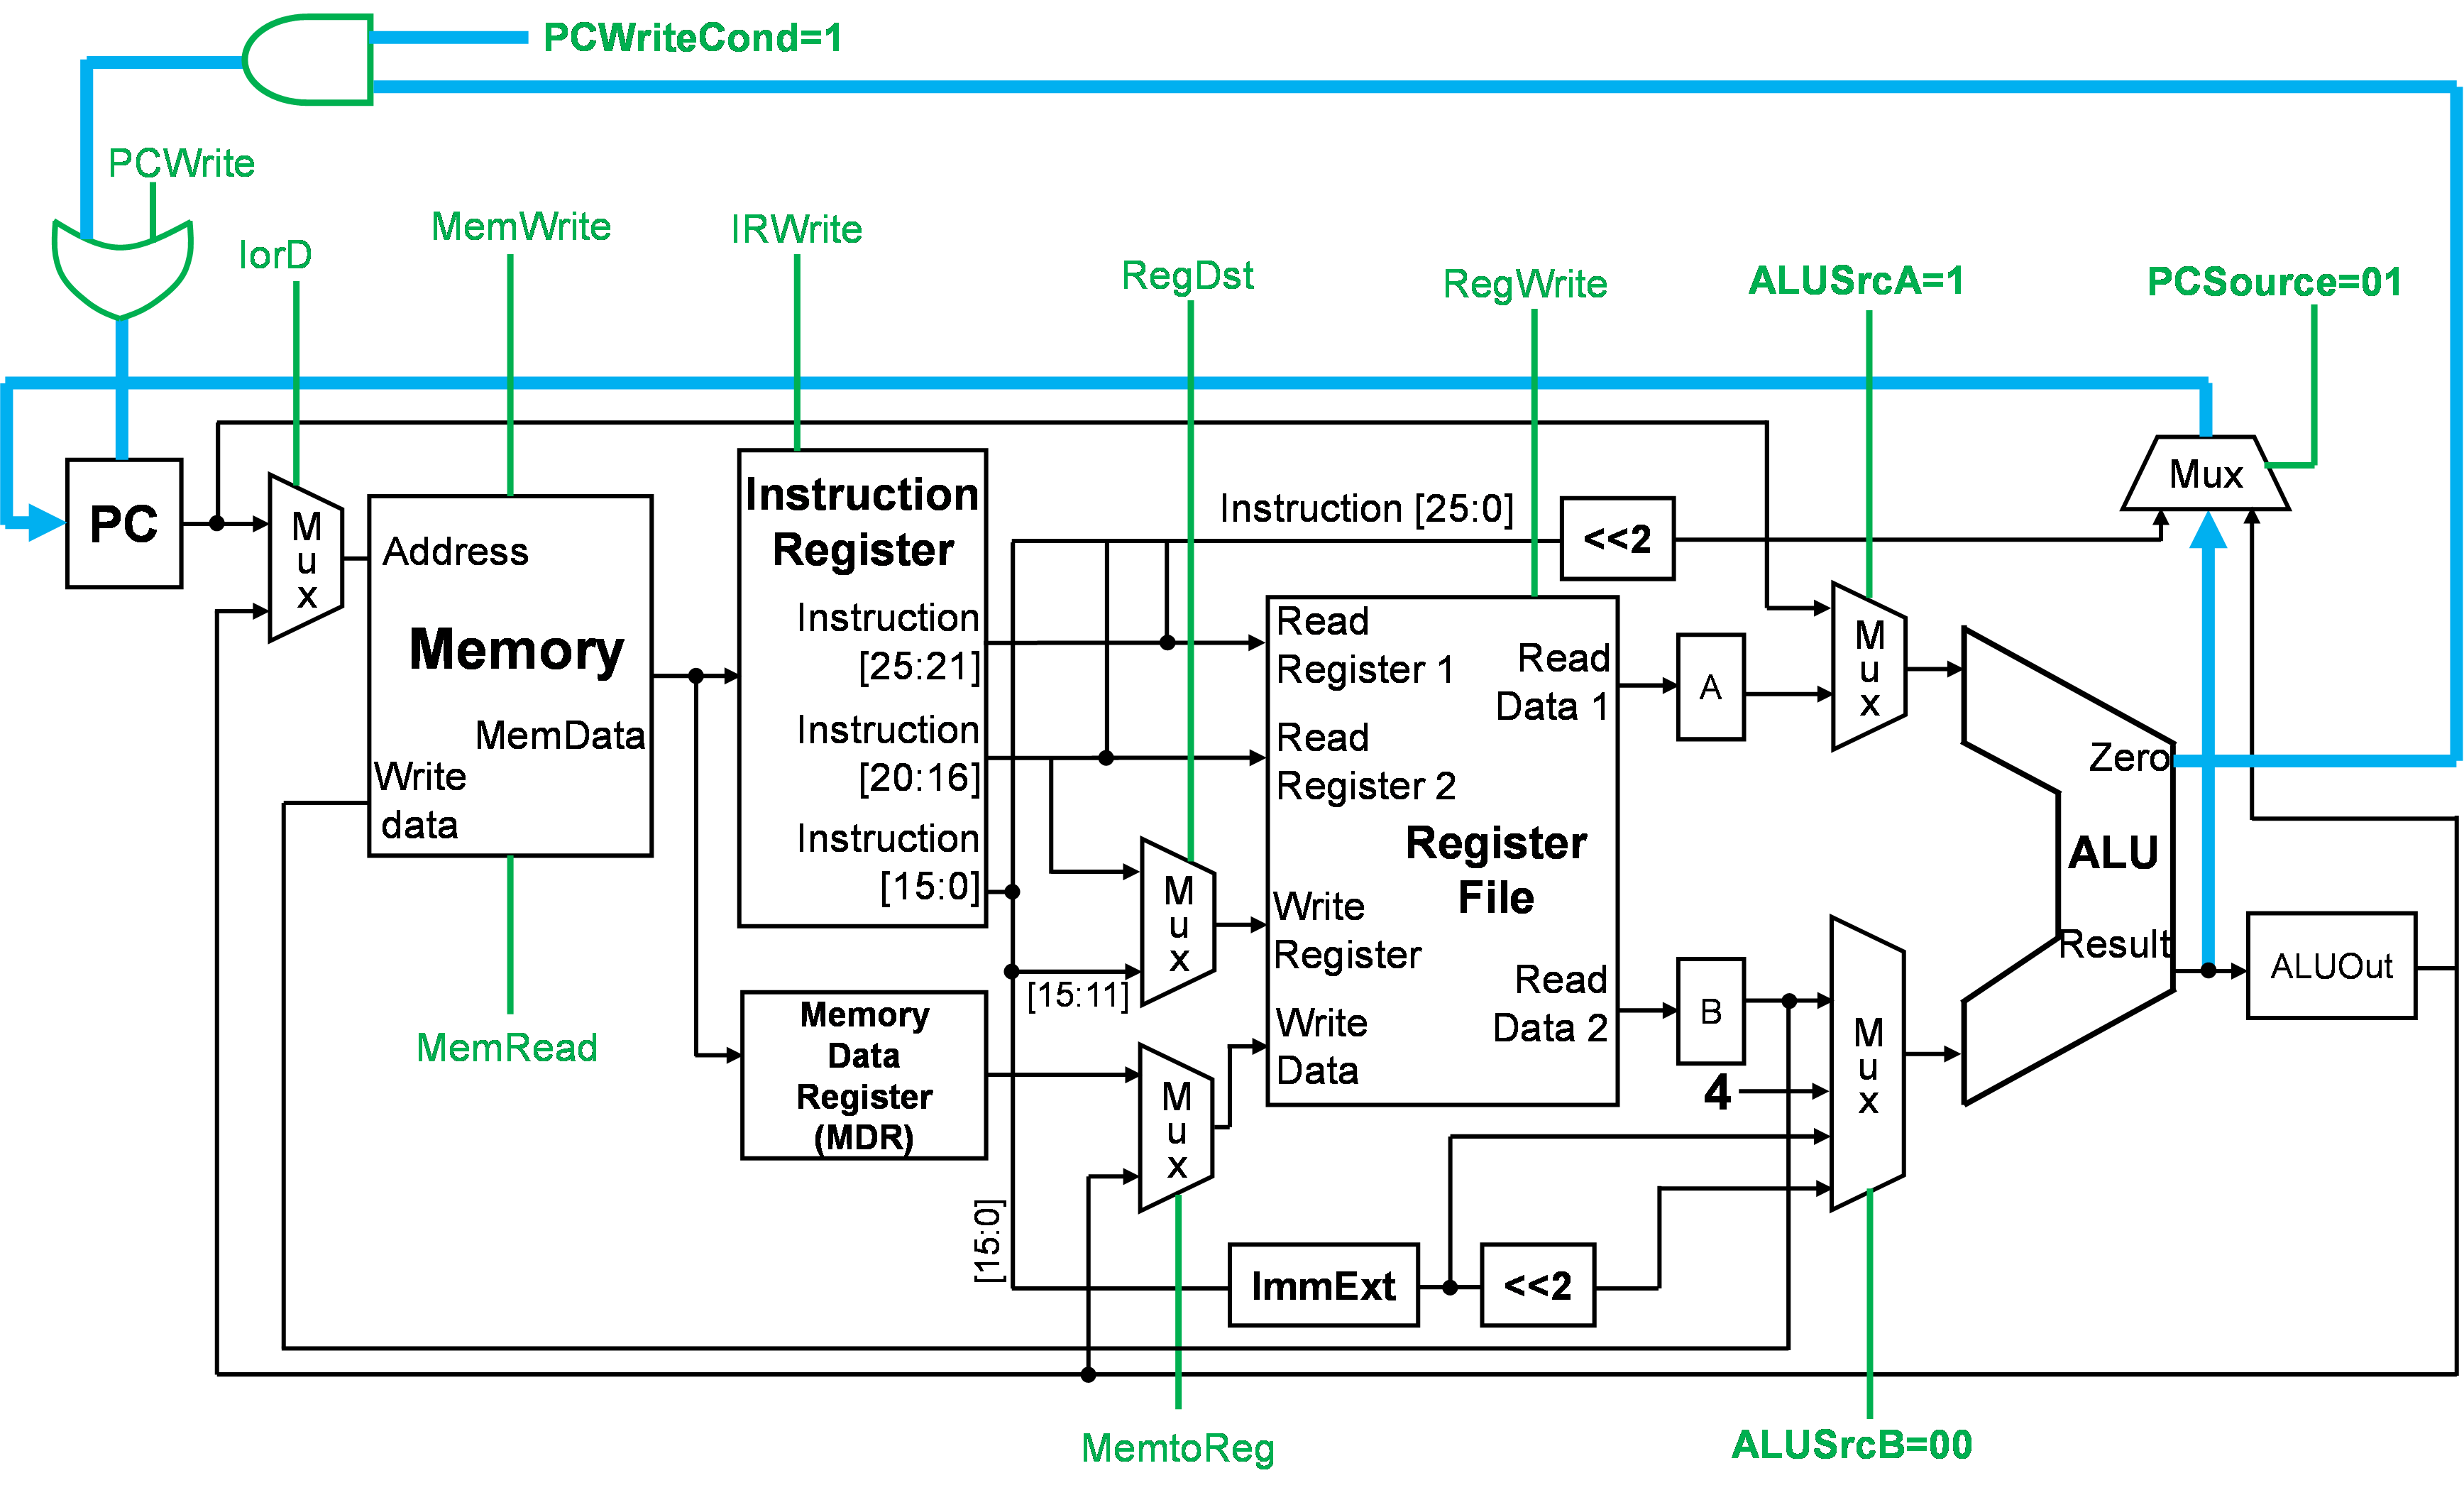 PCWriteCond=1
PCWrite
IorD
MemWrite
IRWrite
RegDst
RegWrite
ALUSrcA=1
PCSource=01
PC
M
u
x
Address
Memory
MemData
Write
data
MemRead
Instruction
Register
Instruction
[25:21]
Instruction
[20:16]
Instruction
[15:0]
Memory
Data
Register
(MDR)
Instruction [25:0]
<<2
Mux
M
u
x
[15:11]
M
u
x
MemtoReg
[15:0]
Read
Register 1
Read
Register 2
Register
File
Write
Register
Write
Data
Read
Data 1
Read
Data 2
A
B
4
ImmExt
<<2
M
u
x
M
u
x
ALUSrcB=00
Zero
ALU
Result
ALUOut